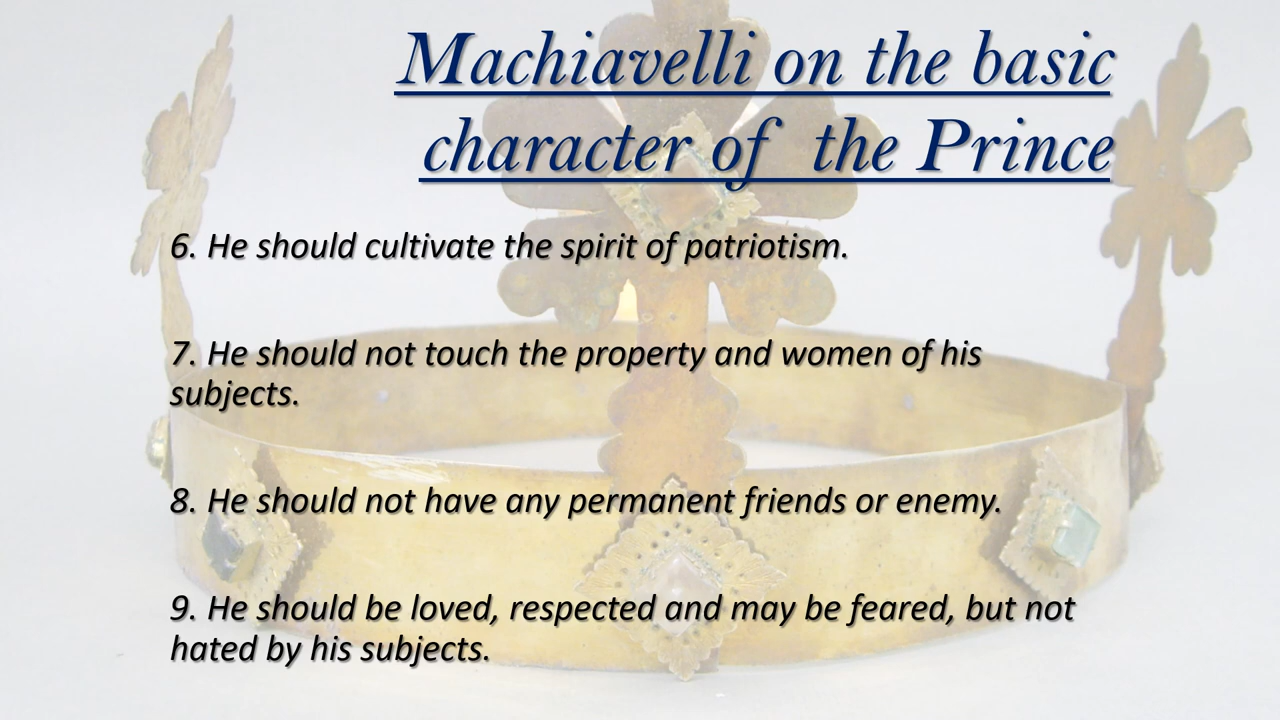 Machiavelli on the basic
character of  the Prince
6. He should cultivate the spirit of patriotism.
7. He should not touch the property and women of his
subjects.
8. He should not have any permanent friends or enemy.
9. He should be loved, respected and may be feared, but not
hated by his subjects.